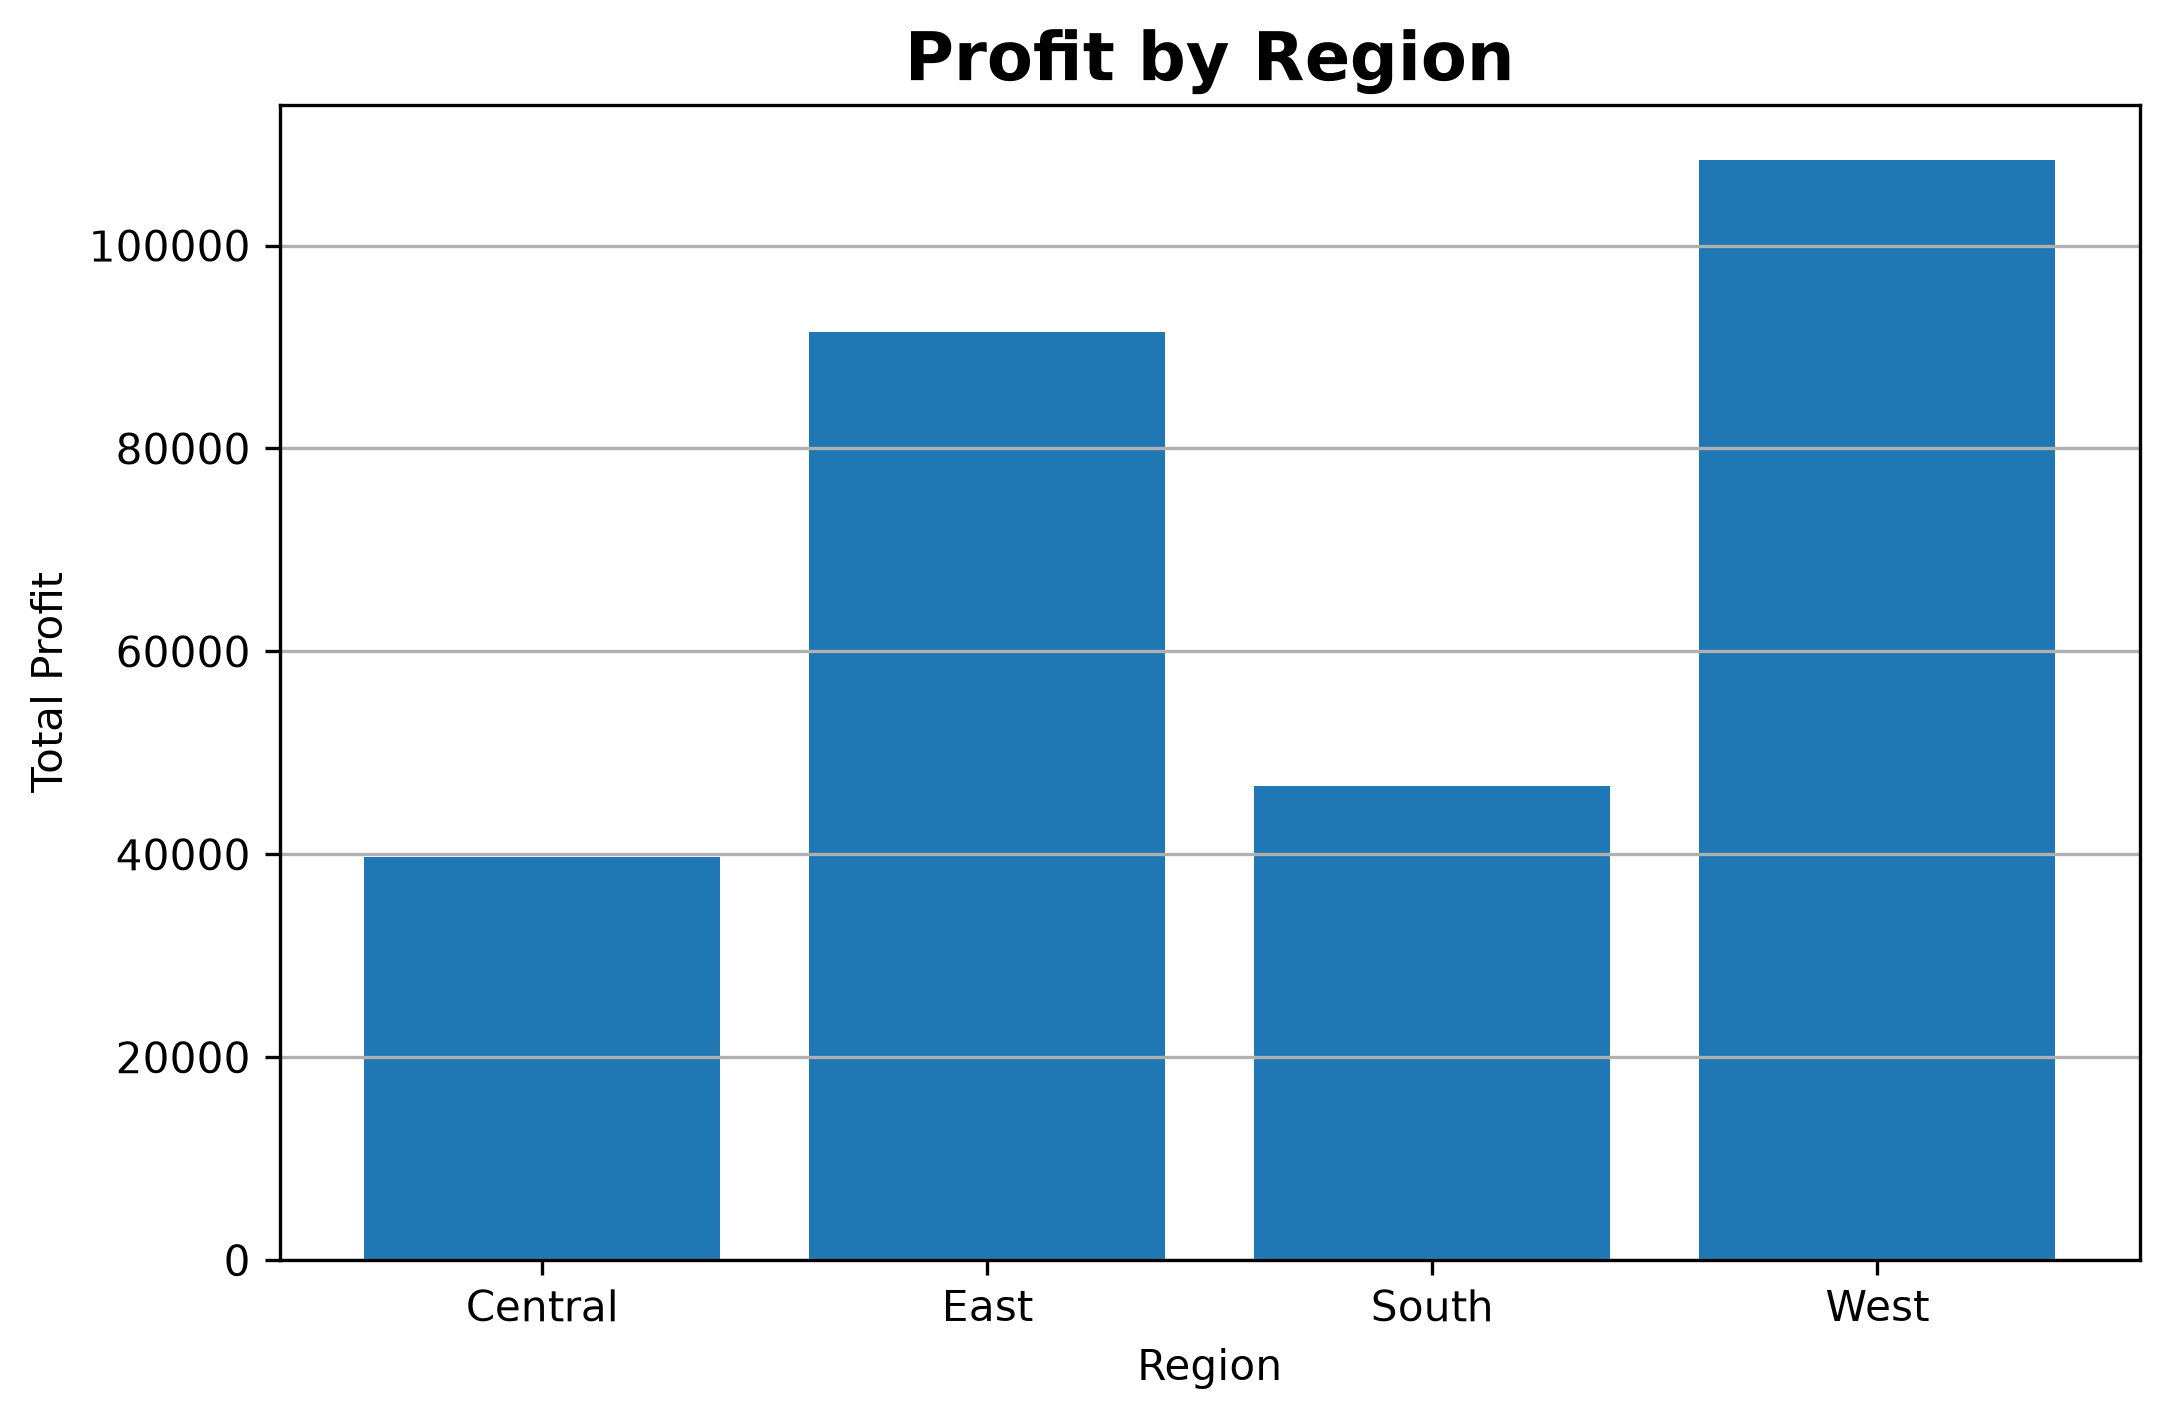 Profit by Region
100000
80000
60000
40000
20000
0
Total Profit
Central East South West
Region